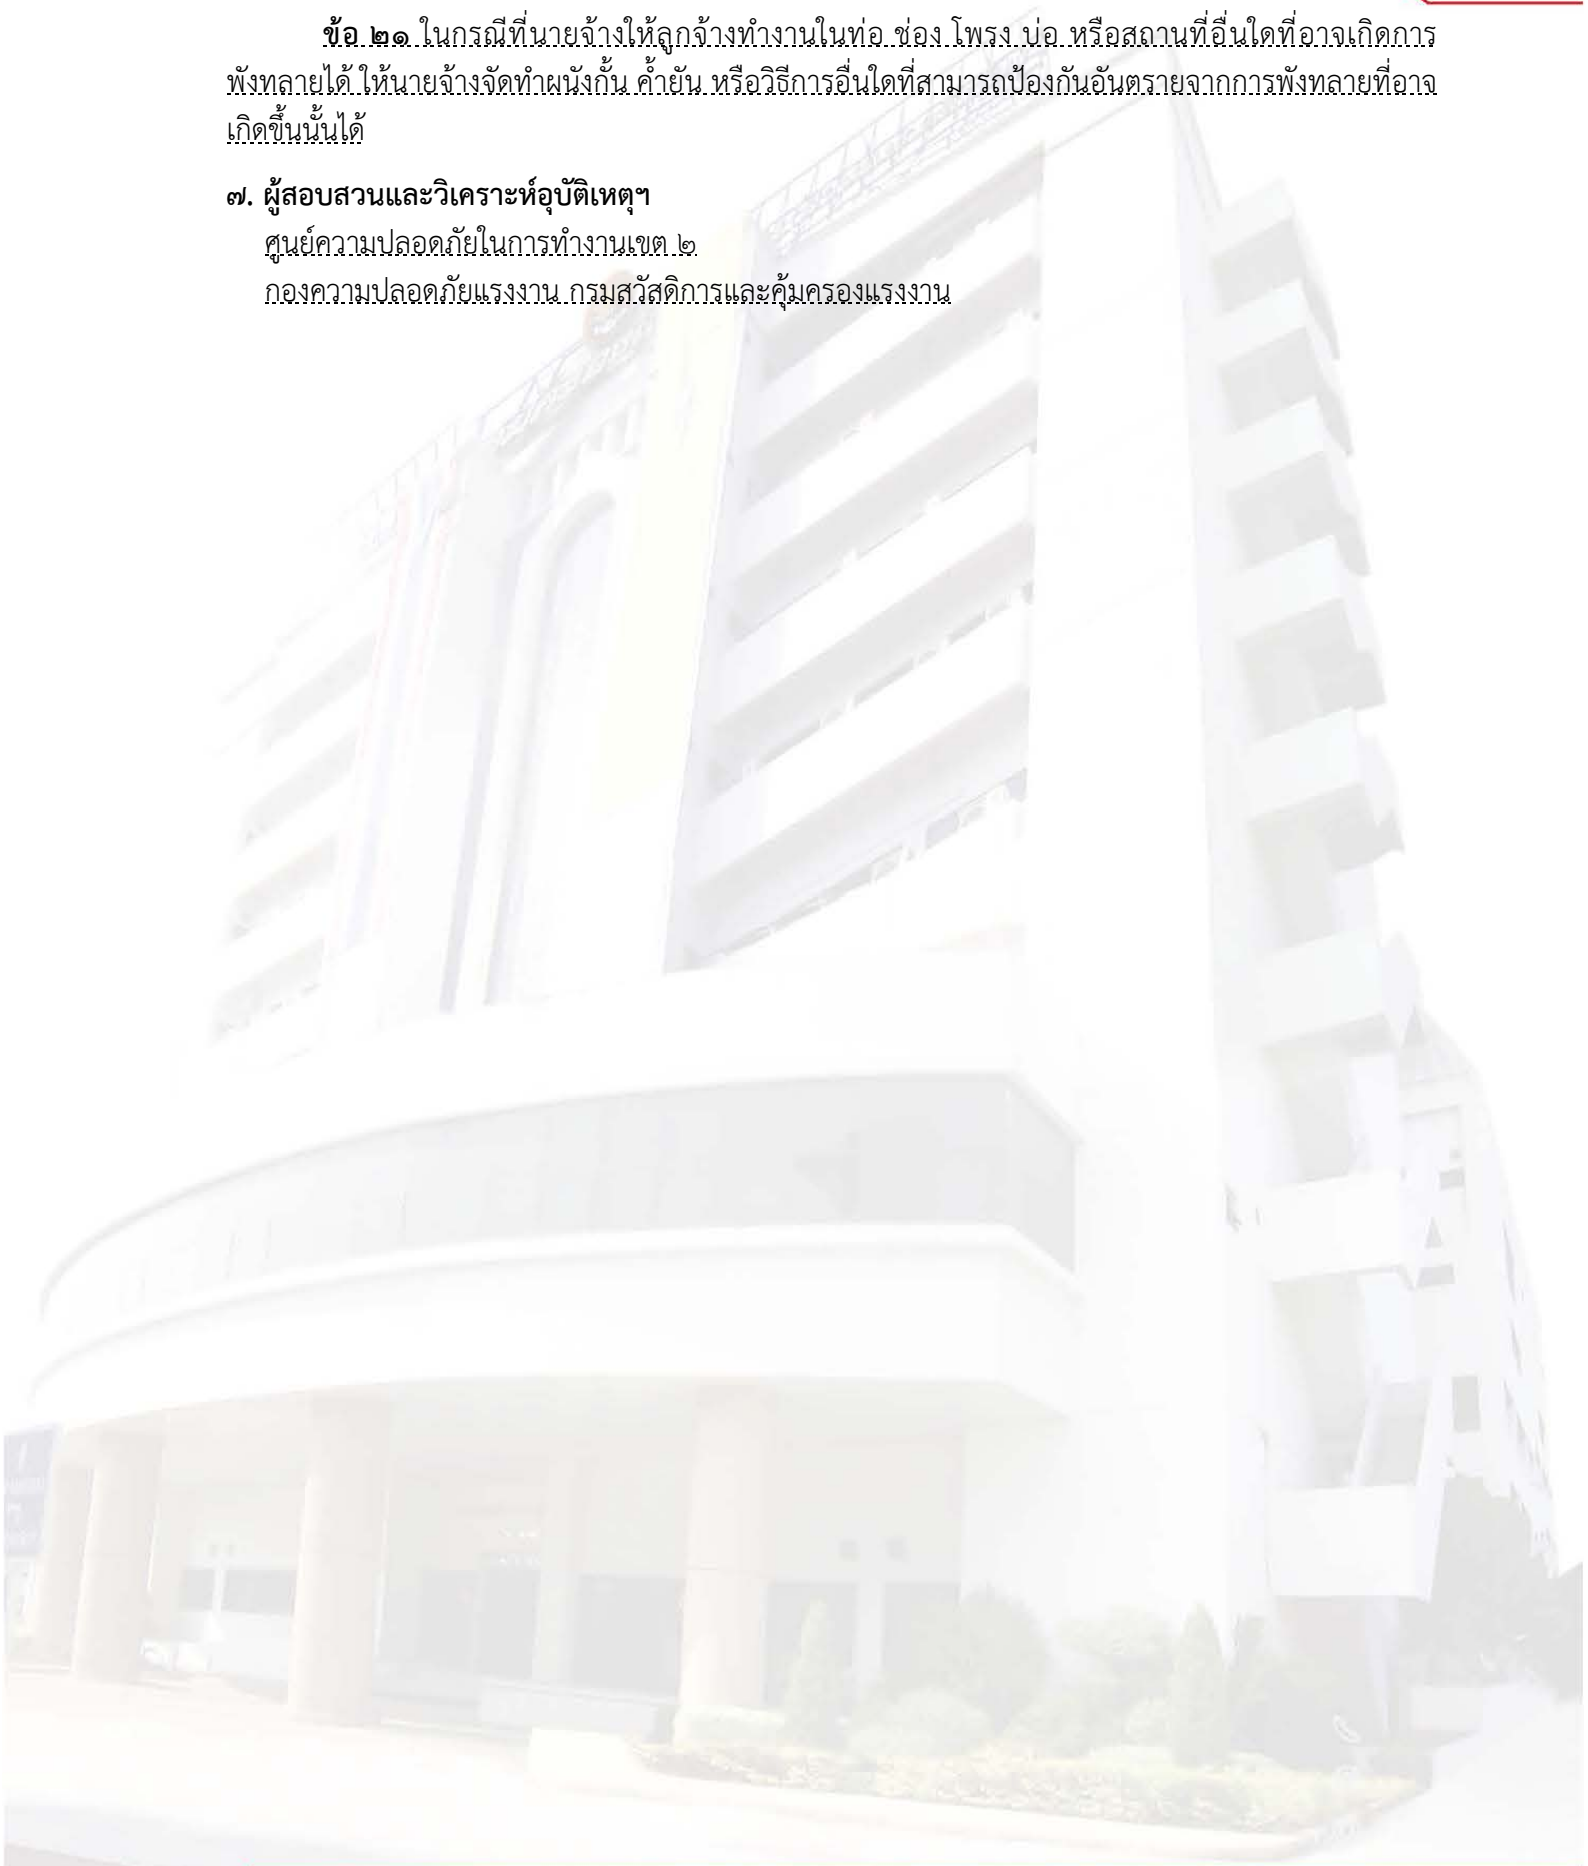 ข้อ ๒๑ ในกรณีที่นายจ้างให้ลูกจ้างทำงานในท่อ ช่อง โพรง บ่อ หรือสถานที่อื่นใดที่อาจเกิดการ
พังทลายได้ ให้นายจ้างจัดทำผนังกั้น ค้ำยัน หรือวิธีการอื่นใดที่สามารถป้องกันอันตรายจากการพังทลายที่อาจ
เกิดขึ้นนั้นได้
๗. ผู้สอบสวนและวิเคราะห์อุบัติเหตุฯ
ศูนย์ความปลอดภัยในการทำงานเขต ๒
กองความปลอดภัยแรงงาน กรมสวัสดิการและคุ้มครองแรงงาน